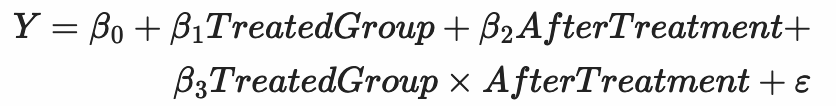 Y = β₀ + β₁TreatedGroup + β₂AfterTreatment+
β₃TreatedGroup × AfterTreatment + ε